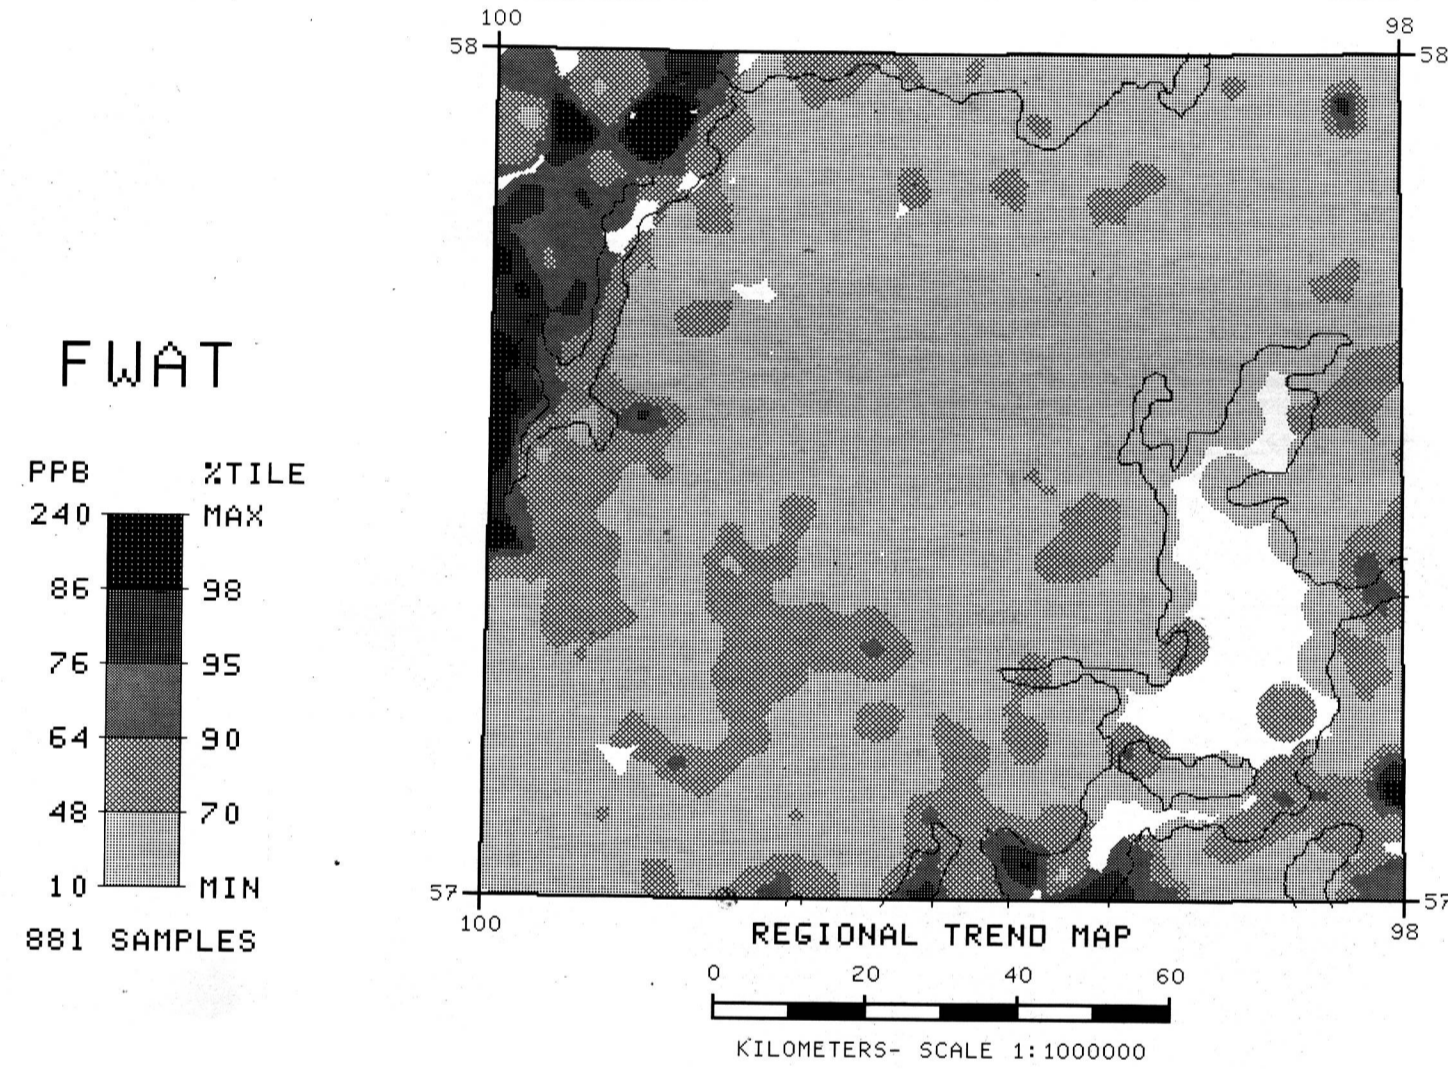 100 98
58 58
FWAT
PPB %TILE
240 MAX
86 98
76 95
64 90
48 70
10 MIN
881 SAMPLES
57 57
100 98
REGIONAL TREND MAP
0 20 40 60
KILOMETERS- SCALE 1:1000000